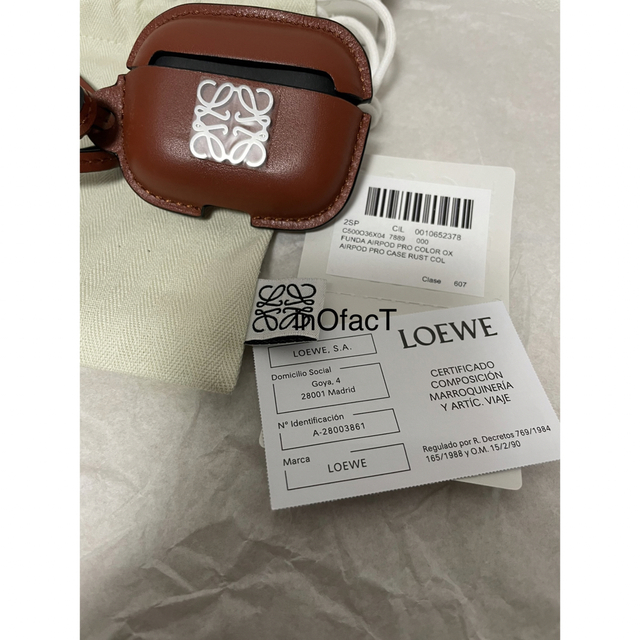 2SP CIL 0010652378
C500O36X04 7889 000
FUNDA AIRPOD PRO COLOR OX
AIRPOD PRO CASE RUST COL
Clase 607
InOfacT
LOEWE, S.A.
Domicilio Social
Goya, 4
28001 Madrid
Nº Identificación
A-28003861
Marca
LOEWE
LOEWE
CERTIFICADO
COMPOSICIÓN
MARROQUINERÍA
Y ARTÍC. VIAJE
Regulado por R. Decretos 769/1984
165/1988 y O.M. 15/2/90